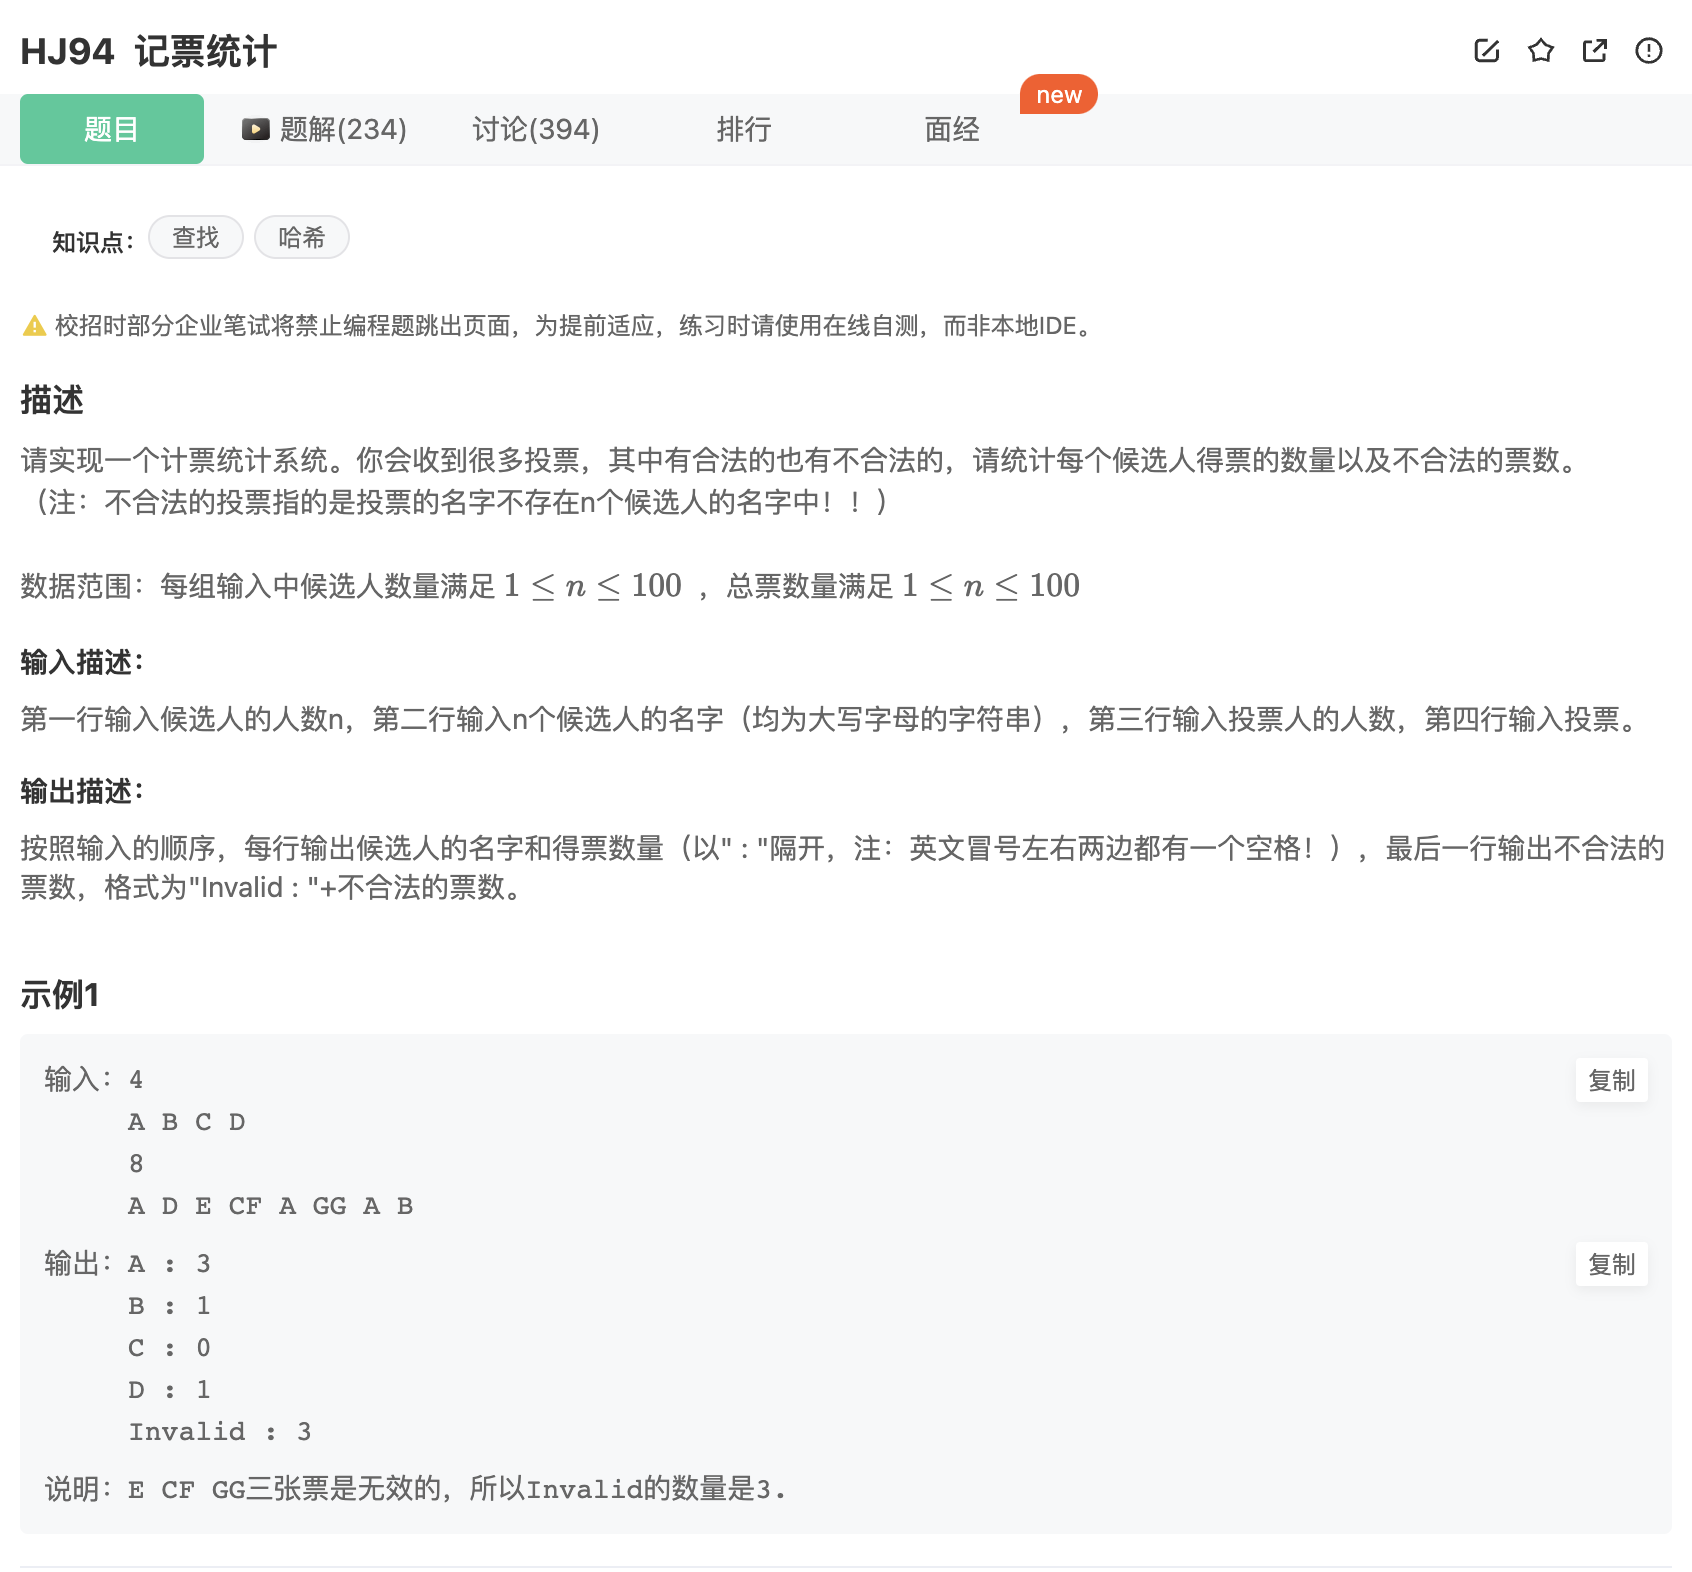 HJ94 记票统计
new
题目 题解(234) 讨论(394) 排行 面经
知识点： 查找 哈希
校招时部分企业笔试将禁止编程题跳出页面，为提前适应，练习时请使用在线自测，而非本地IDE。
描述
请实现一个计票统计系统。你会收到很多投票，其中有合法的也有不合法的，请统计每个候选人得票的数量以及不合法的票数。
（注：不合法的投票指的是投票的名字不存在n个候选人的名字中！！）
数据范围：每组输入中候选人数量满足 1 ≤ n ≤ 100 ，总票数量满足 1 ≤ n ≤ 100
输入描述：
第一行输入候选人的人数n，第二行输入n个候选人的名字（均为大写字母的字符串），第三行输入投票人的人数，第四行输入投票。
输出描述：
按照输入的顺序，每行输出候选人的名字和得票数量（以" : "隔开，注：英文冒号左右两边都有一个空格！），最后一行输出不合法的
票数，格式为"Invalid : "+不合法的票数。
示例1
输入：4 复制
A B C D
8
A D E CF A GG A B
输出：A : 3 复制
B : 1
C : 0
D : 1
Invalid : 3
说明：E CF GG三张票是无效的，所以Invalid的数量是3.